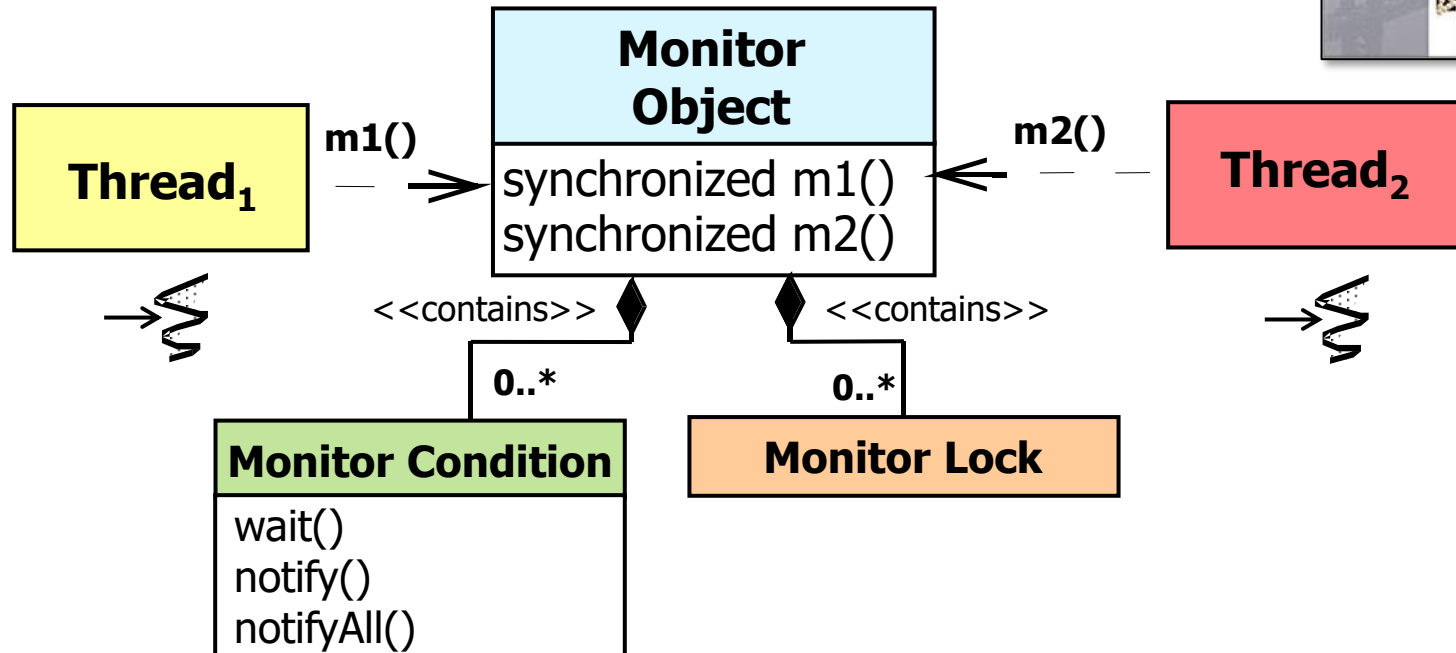 Monitor
Object
Thread₁
m1()
synchronized m1()
synchronized m2()
m2()
Thread₂
<<contains>>
<<contains>>
0..*
0..*
Monitor Condition
wait()
notify()
notifyAll()
Monitor Lock